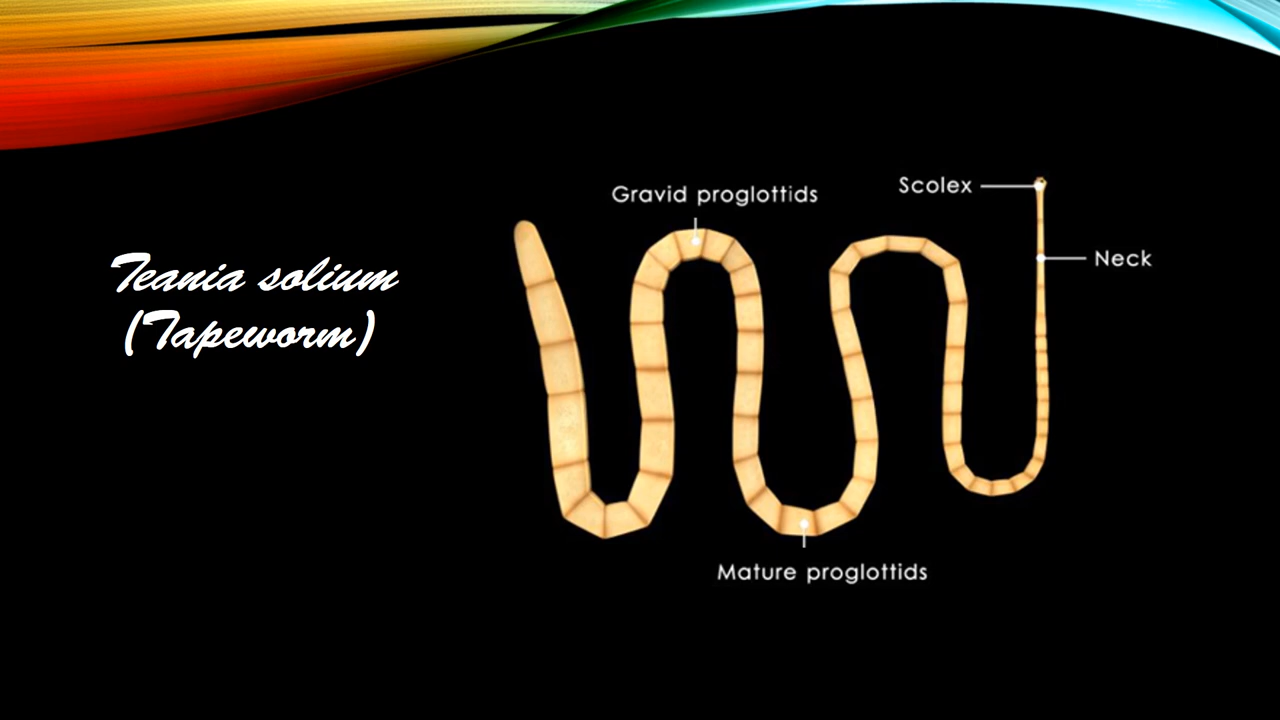 Teania solium
(Tapeworm)
Gravid proglottids
Scolex
Neck
Mature proglottids